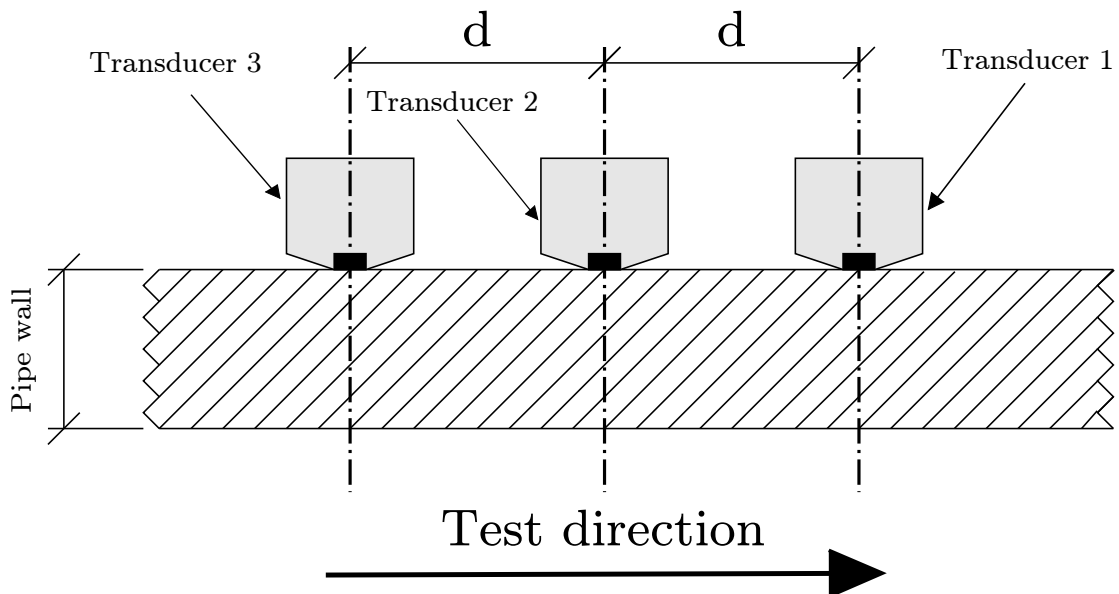 d
d
Transducer 3
Transducer 2
Transducer 1
Pipe wall
Test direction